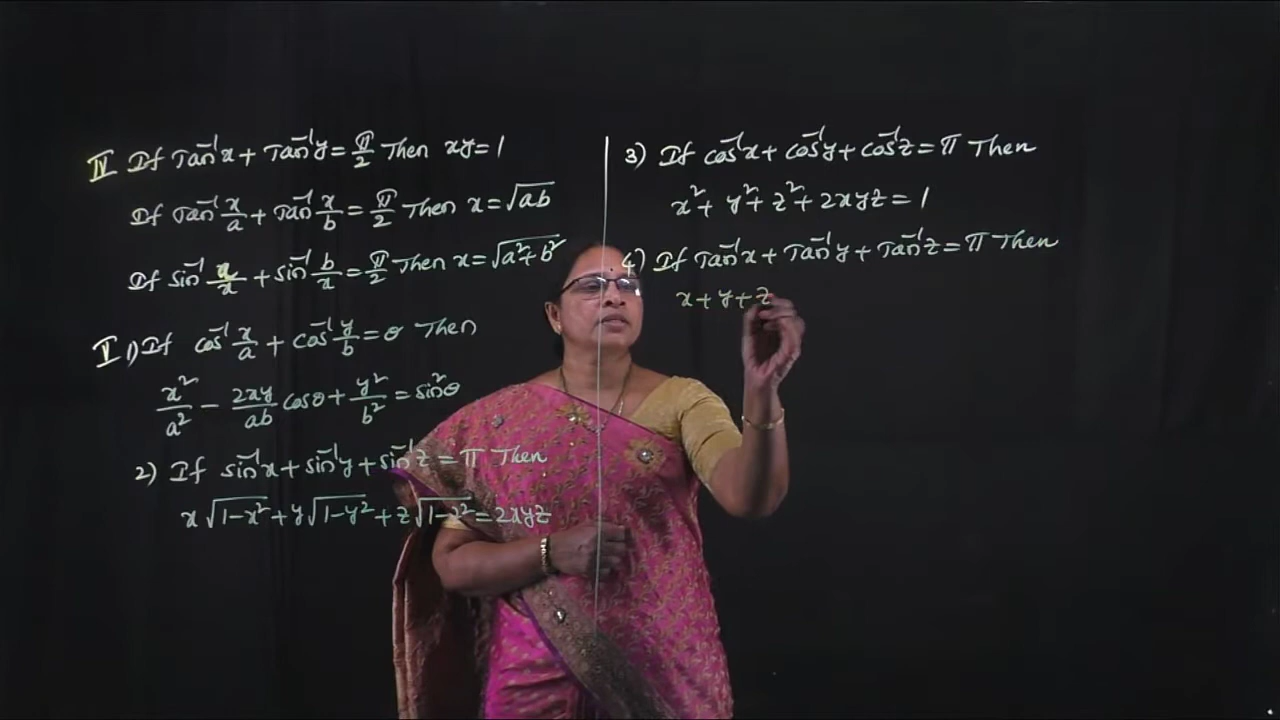 IV If Tan⁻¹x + Tan⁻¹y = π/2 Then xy = 1
If Tan⁻¹ x/a + Tan⁻¹ x/b = π/2 Then x = √ab
If sin⁻¹ a/x + sin⁻¹ b/x = π/2 Then x = √a²+b²
V 1) If cos⁻¹ x/a + cos⁻¹ y/b = θ Then
x²/a² - 2xy/ab cosθ + y²/b² = sin²θ
2) If sin⁻¹x + sin⁻¹y + sin⁻¹z = π Then
x√1-x² + y√1-y² + z√1-z² = 2xyz
3) If cos⁻¹x + cos⁻¹y + cos⁻¹z = π Then
x² + y² + z² + 2xyz = 1
4) If Tan⁻¹x + Tan⁻¹y + Tan⁻¹z = π Then
x + y + z